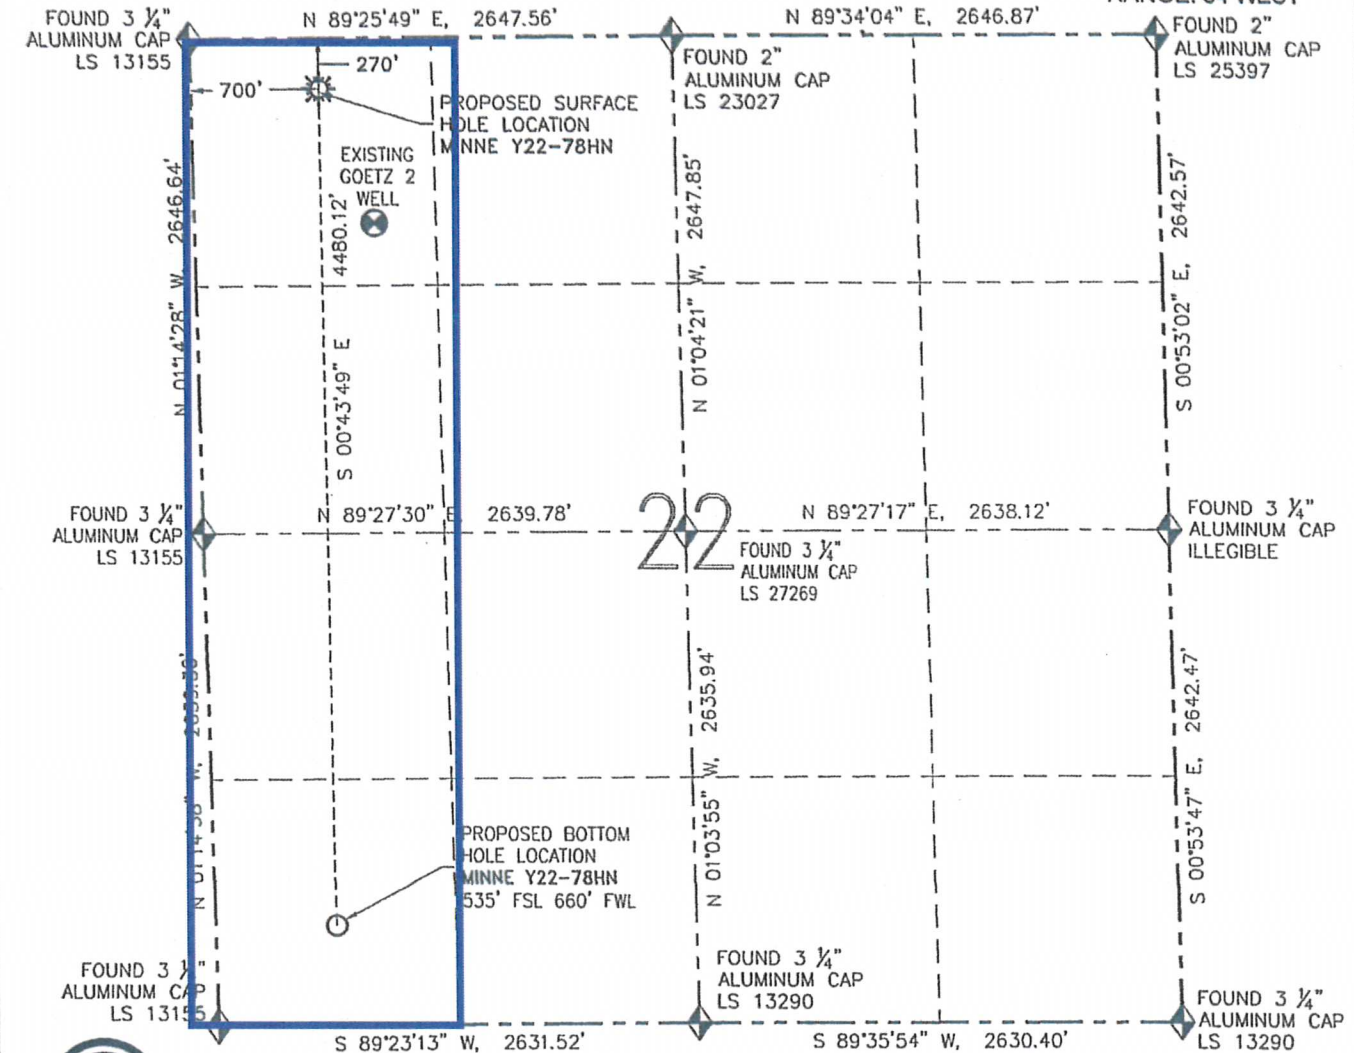 FOUND 3 ¼"
ALUMINUM CAP
LS 13155
N 89°25'49" E, 2647.56'
N 89°34'04" E, 2646.87'
FOUND 2"
ALUMINUM CAP
LS 25397
FOUND 2"
ALUMINUM CAP
LS 23027
270'
700'
PROPOSED SURFACE
HOLE LOCATION
MINNE Y22-78HN
EXISTING
GOETZ 2
WELL
N 01°14'28" W, 2646.64'
S 00°43'49" E 4480.12'
N 01°04'21" W, 2647.85'
S 00°53'02" E, 2642.57'
FOUND 3 ¼"
ALUMINUM CAP
LS 13155
N 89°27'30" E, 2639.78'
22
N 89°27'17" E, 2638.12'
FOUND 3 ¼"
ALUMINUM CAP
LS 27269
FOUND 3 ¼"
ALUMINUM CAP
ILLEGIBLE
N W,
N 01°03'55" W, 2635.94'
S 00°53'47" E, 2642.47'
PROPOSED BOTTOM
HOLE LOCATION
MINNE Y22-78HN
535' FSL 660' FWL
FOUND 3 ¼"
ALUMINUM CAP
LS 13155
FOUND 3 ¼"
ALUMINUM CAP
LS 13290
FOUND 3 ¼"
ALUMINUM CAP
LS 13290
S 89°23'13" W, 2631.52'
S 89°35'54" W, 2630.40'